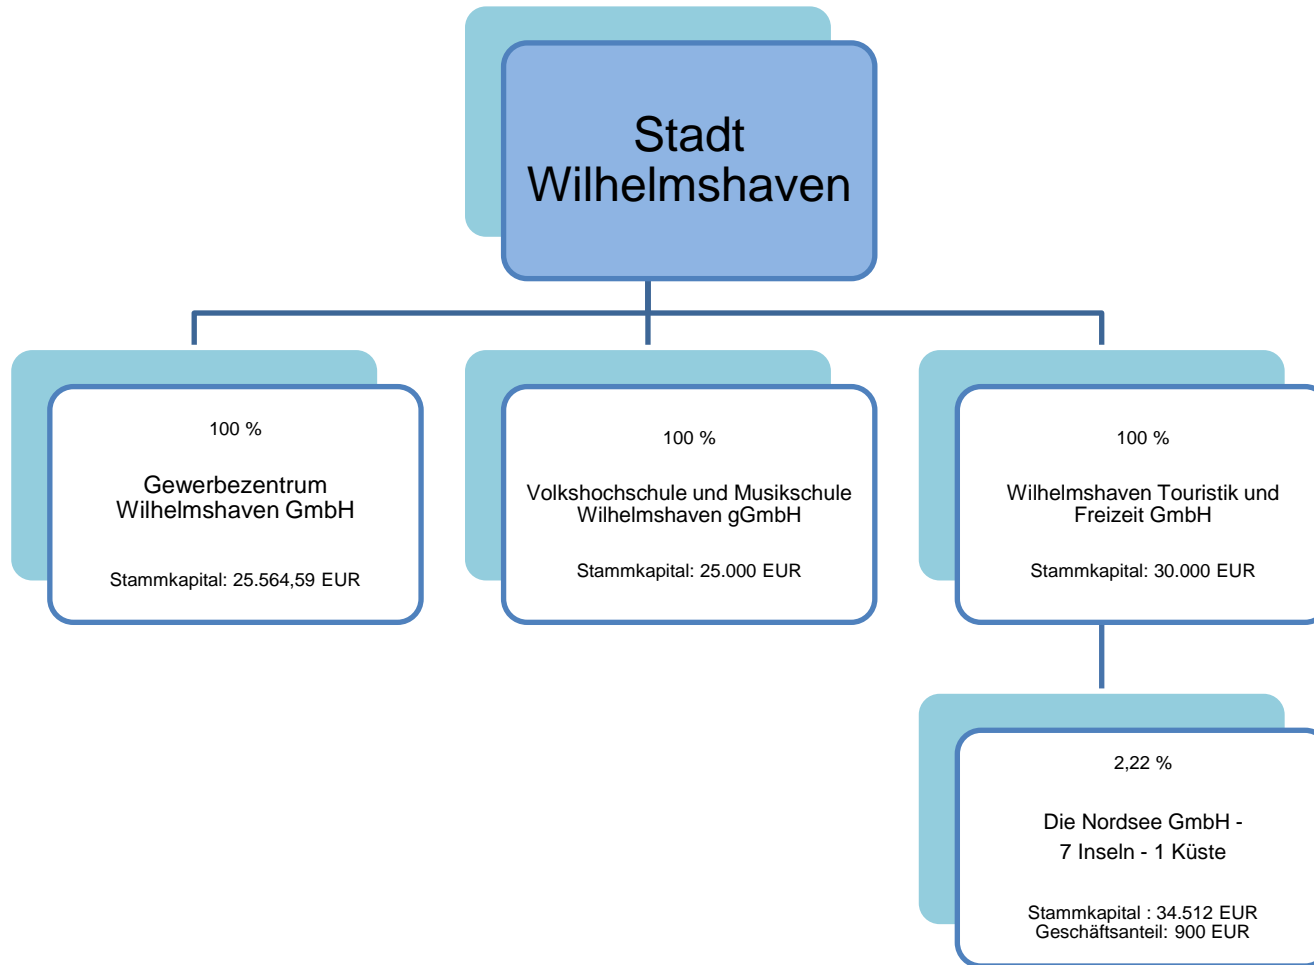 Stadt
Wilhelmshaven
100 %
Gewerbezentrum
Wilhelmshaven GmbH
Stammkapital: 25.564,59 EUR
100 %
Volkshochschule und Musikschule
Wilhelmshaven gGmbH
Stammkapital: 25.000 EUR
100 %
Wilhelmshaven Touristik und
Freizeit GmbH
Stammkapital: 30.000 EUR
2,22 %
Die Nordsee GmbH -
7 Inseln - 1 Küste
Stammkapital : 34.512 EUR
Geschäftsanteil: 900 EUR